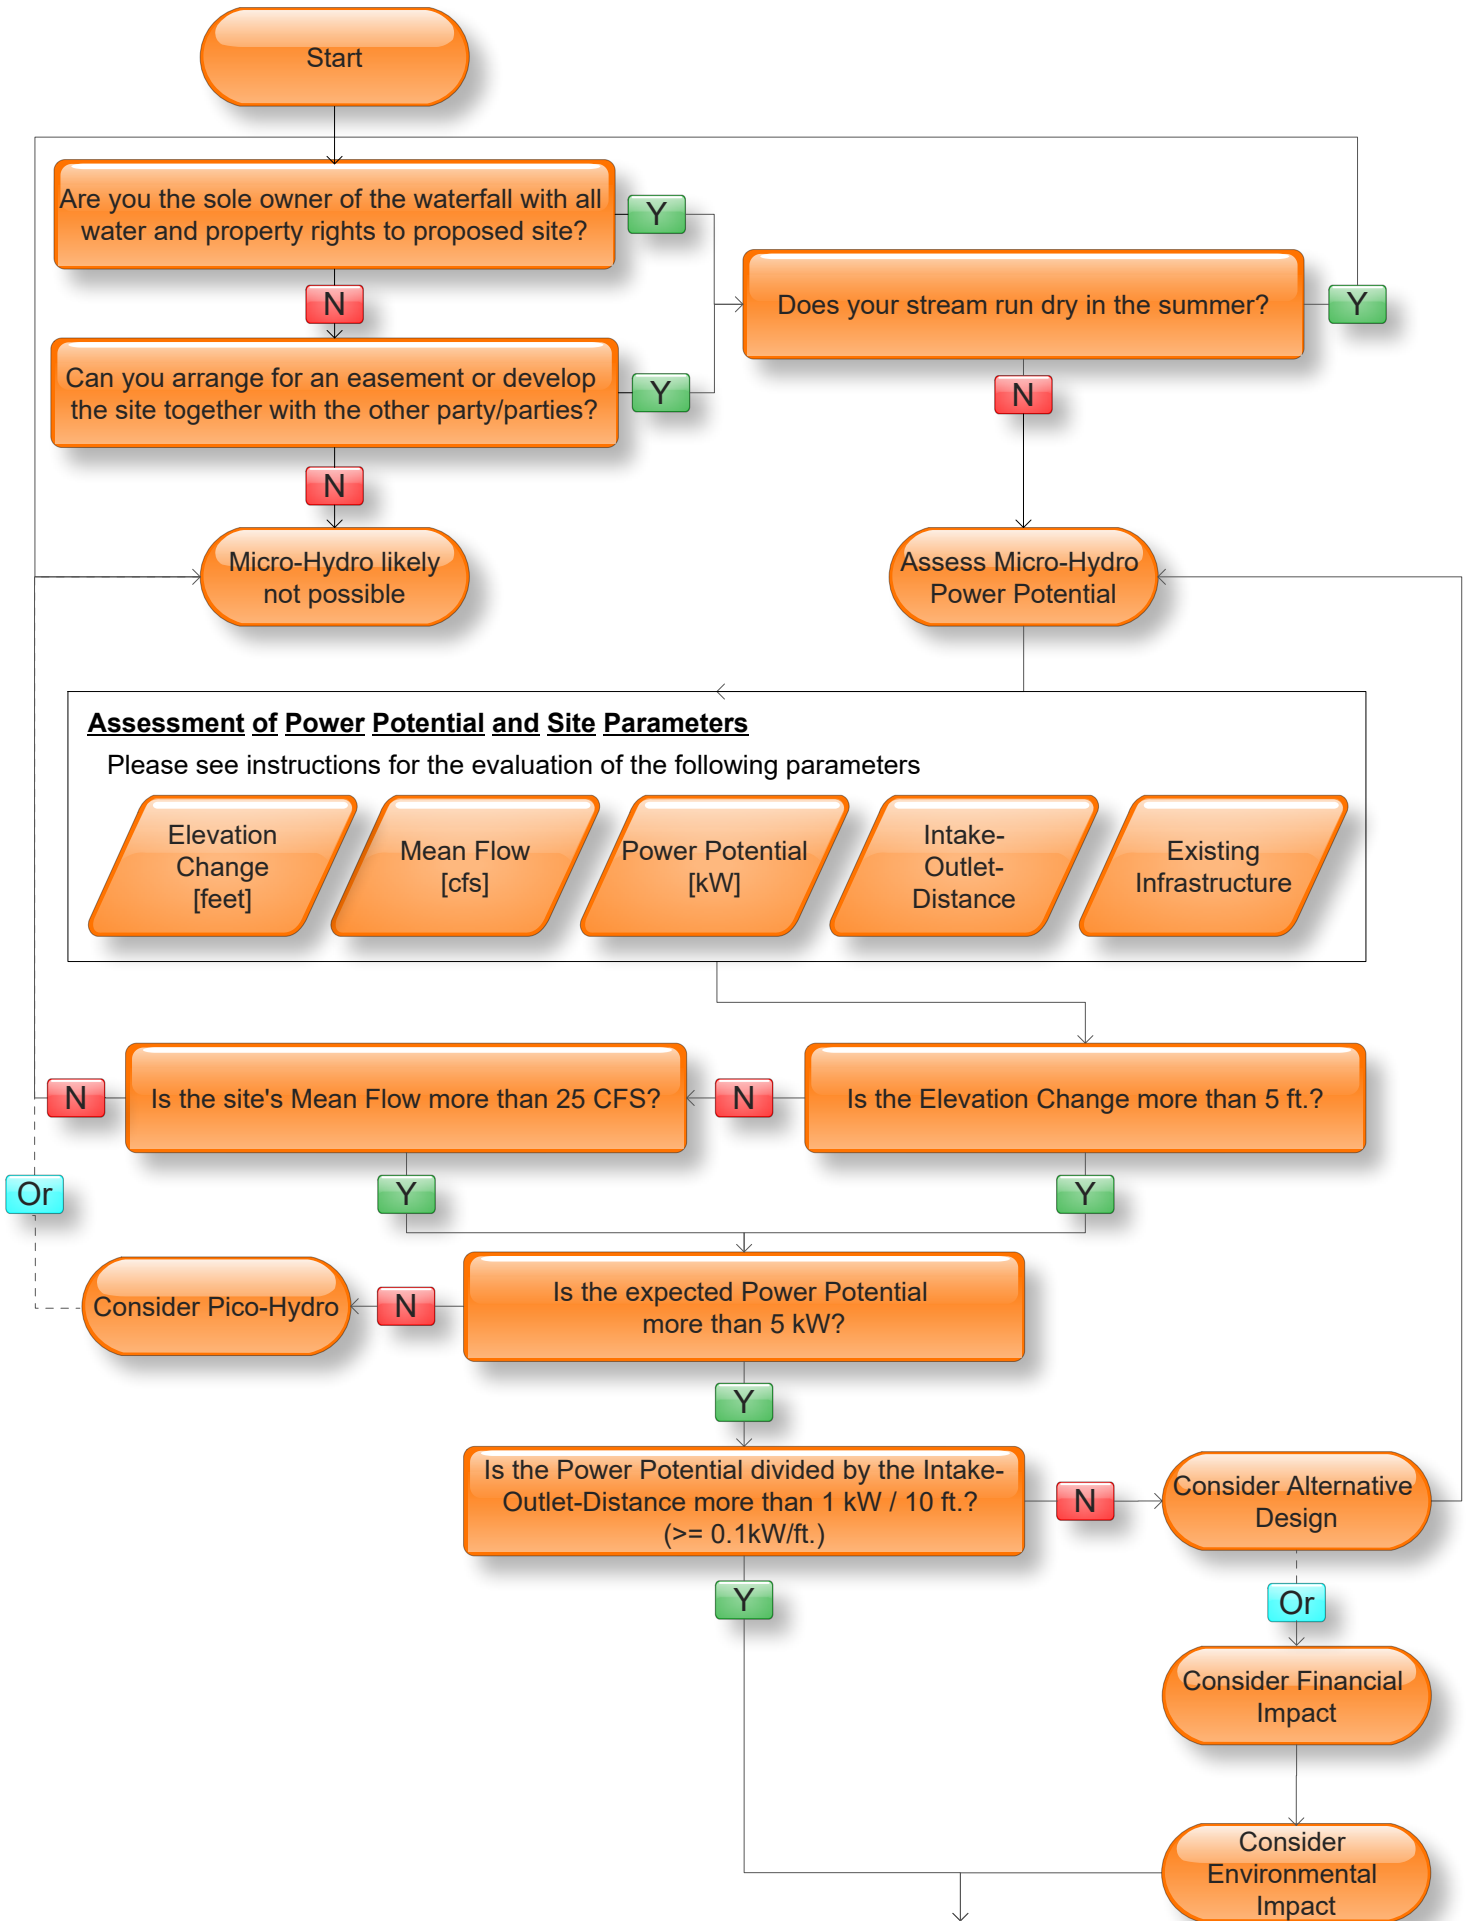 Start
Are you the sole owner of the waterfall with all
water and property rights to proposed site?
Y
N
Does your stream run dry in the summer?
Y
Can you arrange for an easement or develop
the site together with the other party/parties?
Y
N
N
Micro-Hydro likely
not possible
Assess Micro-Hydro
Power Potential
Assessment of Power Potential and Site Parameters
Please see instructions for the evaluation of the following parameters
Elevation
Change
[feet]
Mean Flow
[cfs]
Power Potential
[kW]
Intake-
Outlet-
Distance
Existing
Infrastructure
N
Is the site's Mean Flow more than 25 CFS?
N
Is the Elevation Change more than 5 ft.?
Or
Y
Y
Consider Pico-Hydro
N
Is the expected Power Potential
more than 5 kW?
Y
Is the Power Potential divided by the Intake-
Outlet-Distance more than 1 kW / 10 ft.?
(>= 0.1kW/ft.)
N
Consider Alternative
Design
Y
Or
Consider Financial
Impact
Consider
Environmental
Impact